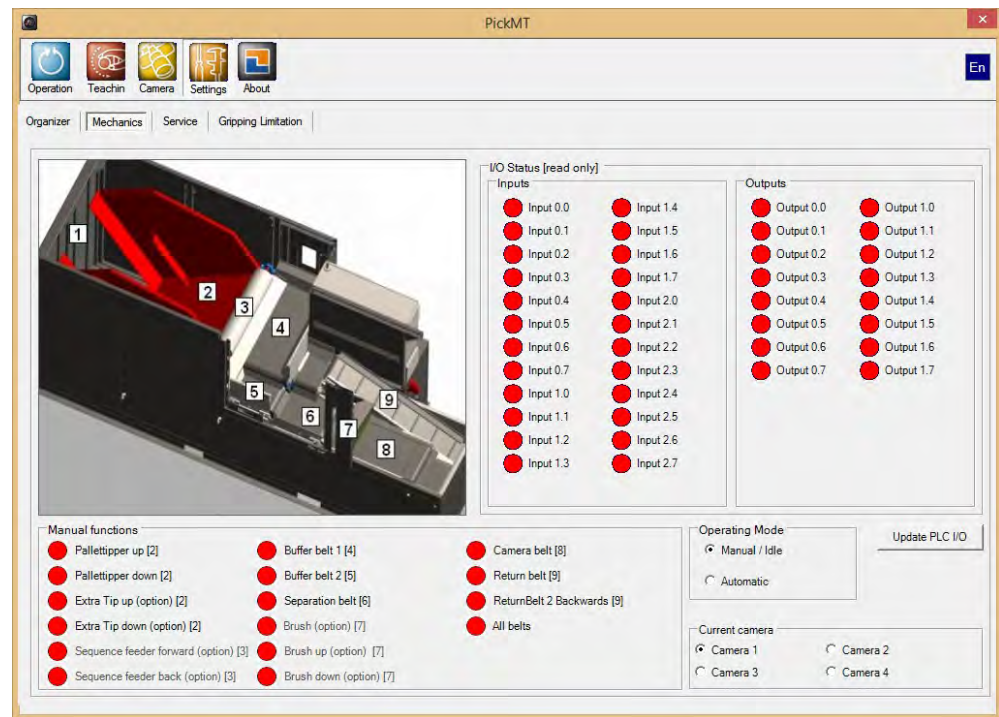 PickMT
En
Operation Teachin Camera Settings About
Organizer Mechanics Service Gripping Limitation
1
2
3
4
5
6
7
8
9
I/O Status [read only]
Inputs
Input 0.0 Input 1.4
Input 0.1 Input 1.5
Input 0.2 Input 1.6
Input 0.3 Input 1.7
Input 0.4 Input 2.0
Input 0.5 Input 2.1
Input 0.6 Input 2.2
Input 0.7 Input 2.3
Input 1.0 Input 2.4
Input 1.1 Input 2.5
Input 1.2 Input 2.6
Input 1.3 Input 2.7
Outputs
Output 0.0 Output 1.0
Output 0.1 Output 1.1
Output 0.2 Output 1.2
Output 0.3 Output 1.3
Output 0.4 Output 1.4
Output 0.5 Output 1.5
Output 0.6 Output 1.6
Output 0.7 Output 1.7
Manual functions
Pallettipper up [2] Buffer belt 1 [4] Camera belt [8]
Pallettipper down [2] Buffer belt 2 [5] Return belt [9]
Extra Tip up (option) [2] Separation belt [6] ReturnBelt 2 Backwards [9]
Extra Tip down (option) [2] Brush (option) [7] All belts
Sequence feeder forward (option) [3] Brush up (option) [7]
Sequence feeder back (option) [3] Brush down (option) [7]
Operating Mode
Manual / Idle
Automatic
Update PLC I/O
Current camera
Camera 1 Camera 2
Camera 3 Camera 4